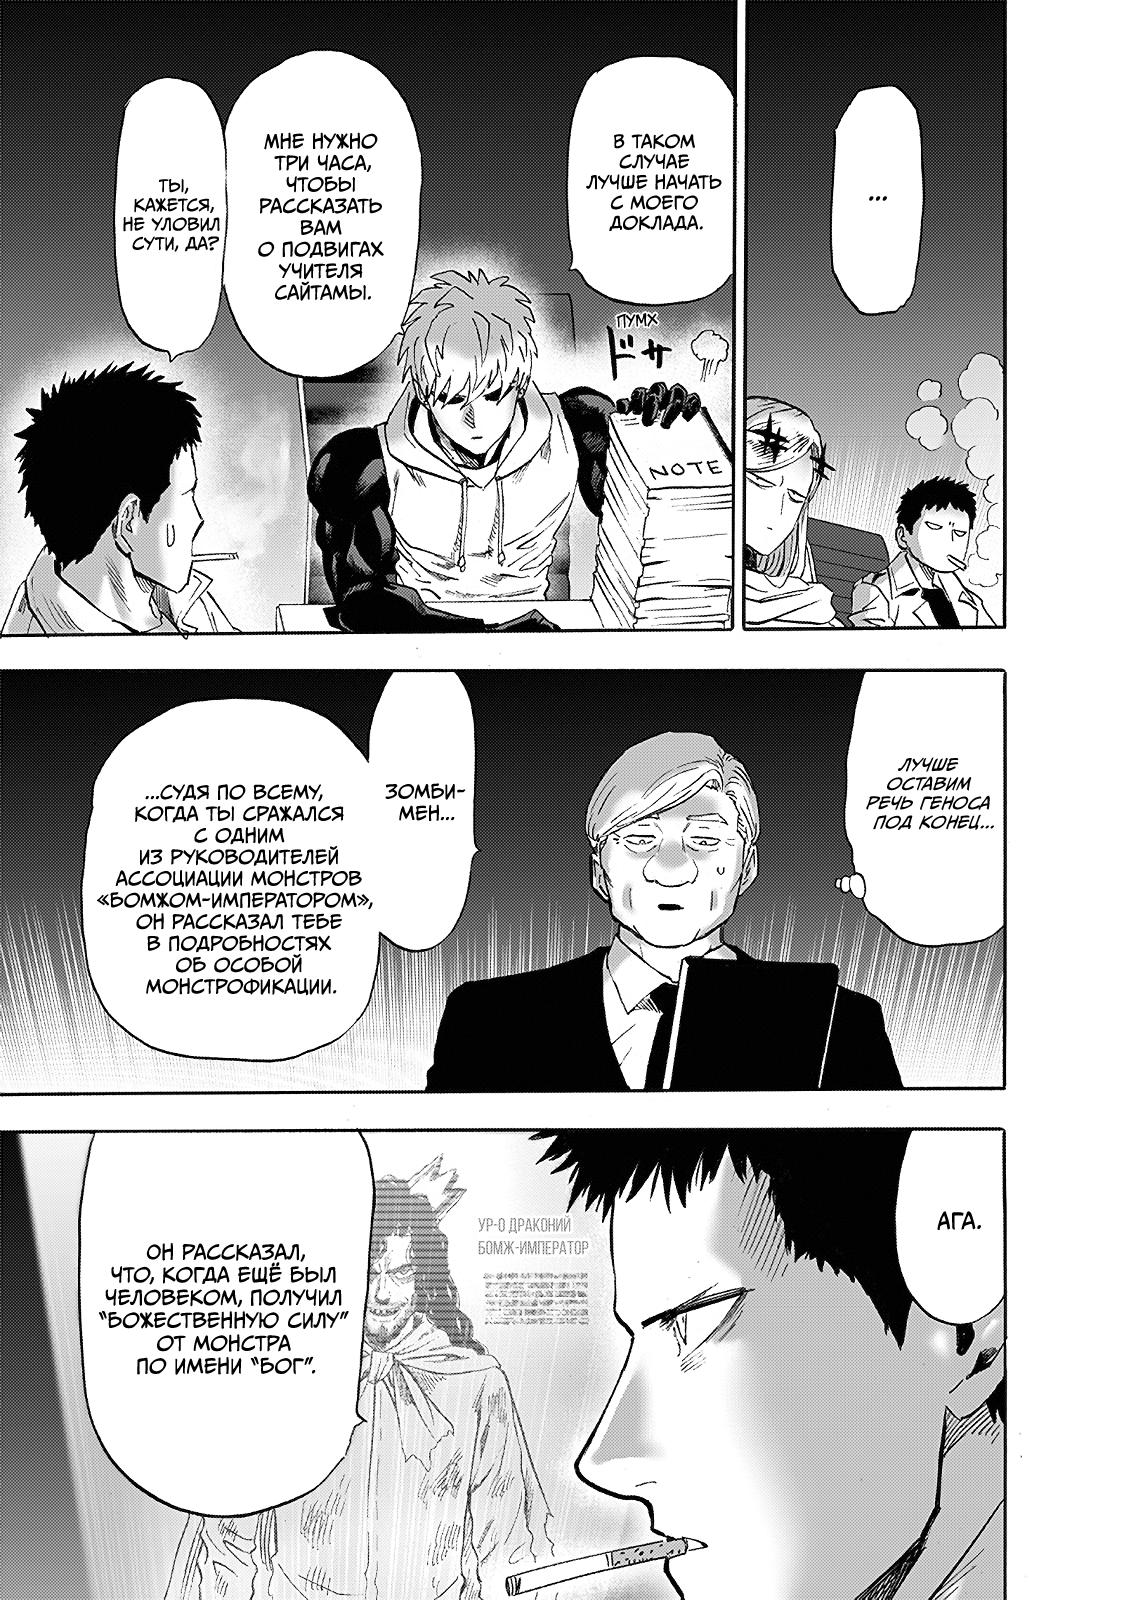 ...
В ТАКОМ
СЛУЧАЕ
ЛУЧШЕ НАЧАТЬ
С МОЕГО
ДОКЛАДА.
ПУМХ
ドサ
NOTE
МНЕ НУЖНО
ТРИ ЧАСА,
ЧТОБЫ
РАССКАЗАТЬ
ВАМ
О ПОДВИГАХ
УЧИТЕЛЯ
САЙТАМЫ.
ТЫ,
КАЖЕТСЯ,
НЕ УЛОВИЛ
СУТИ, ДА?
ЛУЧШЕ
ОСТАВИМ
РЕЧЬ ГЕНОСА
ПОД КОНЕЦ...
ЗОМБИ-
МЕН...
...СУДЯ ПО ВСЕМУ,
КОГДА ТЫ СРАЖАЛСЯ
С ОДНИМ
ИЗ РУКОВОДИТЕЛЕЙ
АССОЦИАЦИИ МОНСТРОВ
«БОМЖОМ-ИМПЕРАТОРОМ»,
ОН РАССКАЗАЛ ТЕБЕ
В ПОДРОБНОСТЯХ
ОБ ОСОБОЙ
МОНСТРОФИКАЦИИ.
АГА.
УР-О ДРАКОНИЙ
БОМЖ-ИМПЕРАТОР
ОН РАССКАЗАЛ,
ЧТО, КОГДА ЕЩЁ БЫЛ
ЧЕЛОВЕКОМ, ПОЛУЧИЛ
"БОЖЕСТВЕННУЮ СИЛУ"
ОТ МОНСТРА
ПО ИМЕНИ "БОГ".